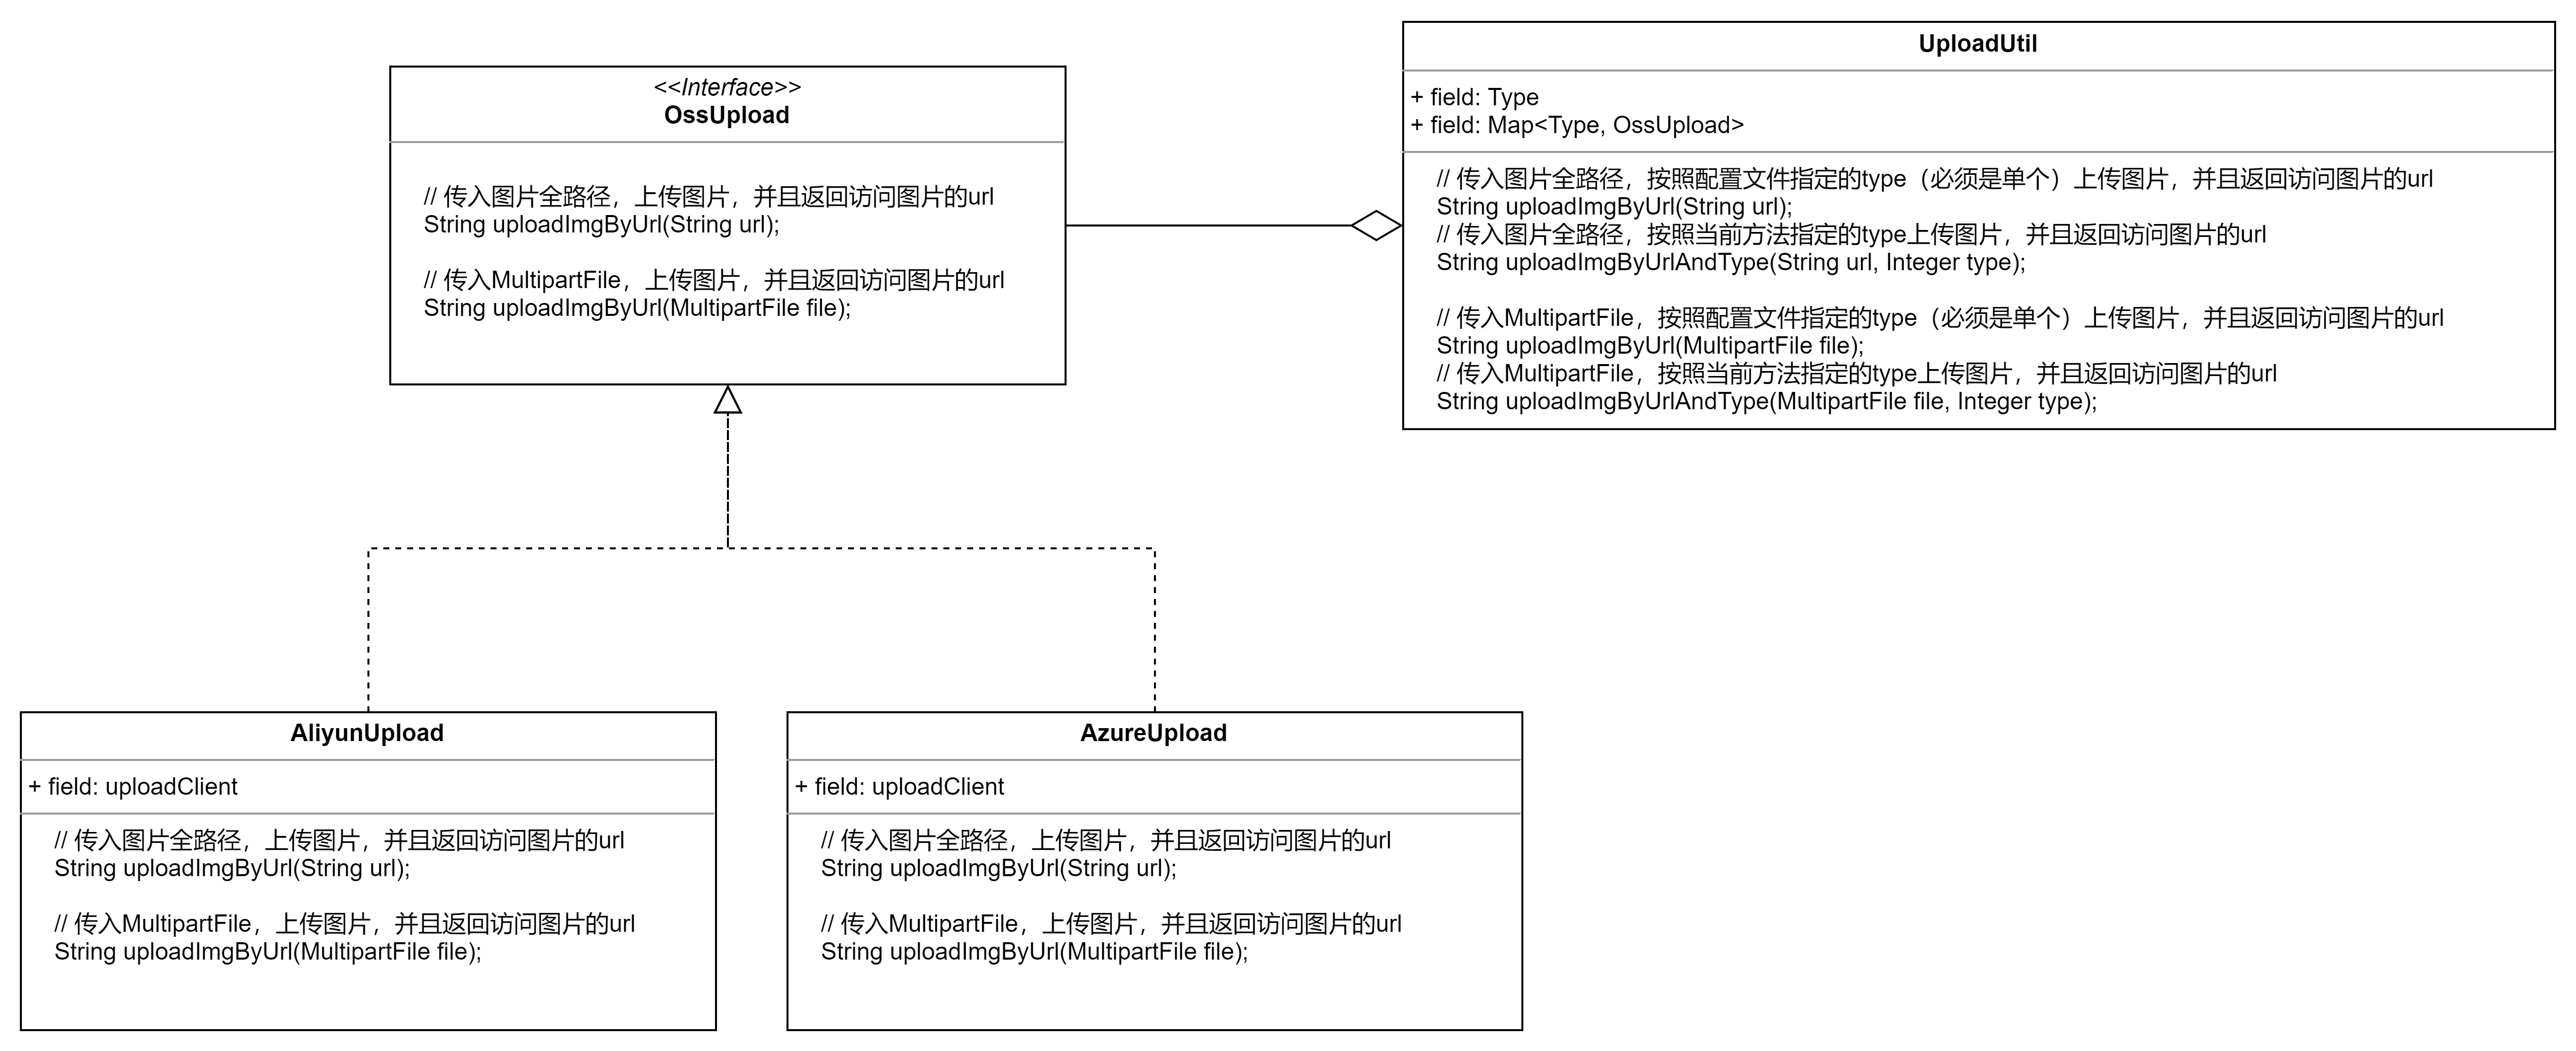 <<Interface>>
OssUpload
// 传入图片全路径，上传图片，并且返回访问图片的url
String uploadImgByUrl(String url);
// 传入MultipartFile，上传图片，并且返回访问图片的url
String uploadImgByUrl(MultipartFile file);
UploadUtil
+ field: Type
+ field: Map<Type, OssUpload>
// 传入图片全路径，按照配置文件指定的type（必须是单个）上传图片，并且返回访问图片的url
String uploadImgByUrl(String url);
// 传入图片全路径，按照当前方法指定的type上传图片，并且返回访问图片的url
String uploadImgByUrlAndType(String url, Integer type);
// 传入MultipartFile，按照配置文件指定的type（必须是单个）上传图片，并且返回访问图片的url
String uploadImgByUrl(MultipartFile file);
// 传入MultipartFile，按照当前方法指定的type上传图片，并且返回访问图片的url
String uploadImgByUrlAndType(MultipartFile file, Integer type);
AliyunUpload
+ field: uploadClient
// 传入图片全路径，上传图片，并且返回访问图片的url
String uploadImgByUrl(String url);
// 传入MultipartFile，上传图片，并且返回访问图片的url
String uploadImgByUrl(MultipartFile file);
AzureUpload
+ field: uploadClient
// 传入图片全路径，上传图片，并且返回访问图片的url
String uploadImgByUrl(String url);
// 传入MultipartFile，上传图片，并且返回访问图片的url
String uploadImgByUrl(MultipartFile file);